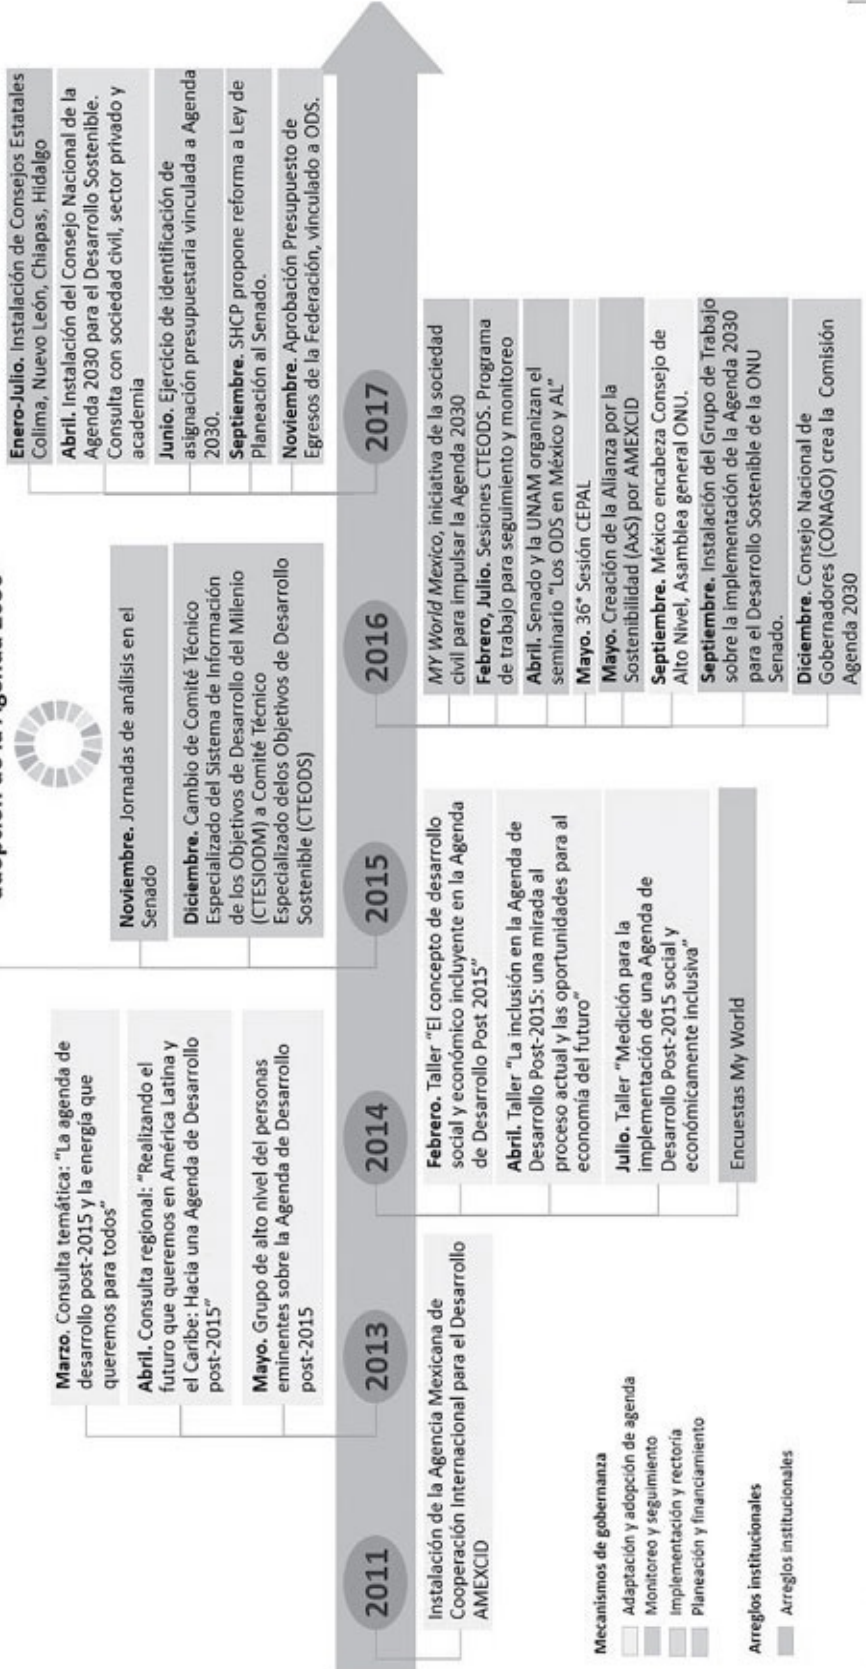 2011
Instalación de la Agencia Mexicana de
Cooperación Internacional para el Desarrollo
AMEXCID
2013
Marzo. Consulta temática: "La agenda de
desarrollo post-2015 y la energía que
queremos para todos"
Abril. Consulta regional: "Realizando el
futuro que queremos en América Latina y
el Caribe: Hacia una Agenda de Desarrollo
post-2015"
Mayo. Grupo de alto nivel del personas
eminentes sobre la Agenda de Desarrollo
post-2015
2014
Febrero. Taller "El concepto de desarrollo
social y económico incluyente en la Agenda
de Desarrollo Post 2015"
Abril. Taller "La inclusión en la Agenda de
Desarrollo Post-2015: una mirada al
proceso actual y las oportunidades para al
economía del futuro"
Julio. Taller "Medición para la
implementación de una Agenda de
Desarrollo Post-2015 social y
económicamente inclusiva"
Encuestas My World
2015
Noviembre. Jornadas de análisis en el
Senado
Diciembre. Cambio de Comité Técnico
Especializado del Sistema de Información
de los Objetivos de Desarrollo del Milenio
(CTESIODM) a Comité Técnico
Especializado delos Objetivos de Desarrollo
Sostenible (CTEODS)
2016
MY World Mexico, iniciativa de la sociedad
civil para impulsar la Agenda 2030
Febrero, Julio. Sesiones CTEODS. Programa
de trabajo para seguimiento y monitoreo
Abril. Senado y la UNAM organizan el
seminario "Los ODS en México y AL"
Mayo. 36° Sesión CEPAL
Mayo. Creación de la Alianza por la
Sostenibilidad (AxS) por AMEXCID
Septiembre. México encabeza Consejo de
Alto Nivel, Asamblea general ONU.
Septiembre. Instalación del Grupo de Trabajo
sobre la implementación de la Agenda 2030
para el Desarrollo Sostenible de la ONU
Senado.
Diciembre. Consejo Nacional de
Gobernadores (CONAGO) crea la Comisión
Agenda 2030
2017
Enero-Julio. Instalación de Consejos Estatales
Colima, Nuevo León, Chiapas, Hidalgo
Abril. Instalación del Consejo Nacional de la
Agenda 2030 para el Desarrollo Sostenible.
Consulta con sociedad civil, sector privado y
academia
Junio. Ejercicio de identificación de
asignación presupuestaria vinculada a Agenda
2030.
Septiembre. SHCP propone reforma a Ley de
Planeación al Senado.
Noviembre. Aprobación Presupuesto de
Egresos de la Federación, vinculado a ODS.
Mecanismos de gobernanza
Adaptación y adopción de agenda
Monitoreo y seguimiento
Implementación y rectoría
Planeación y financiamiento
Arreglos institucionales
Arreglos institucionales